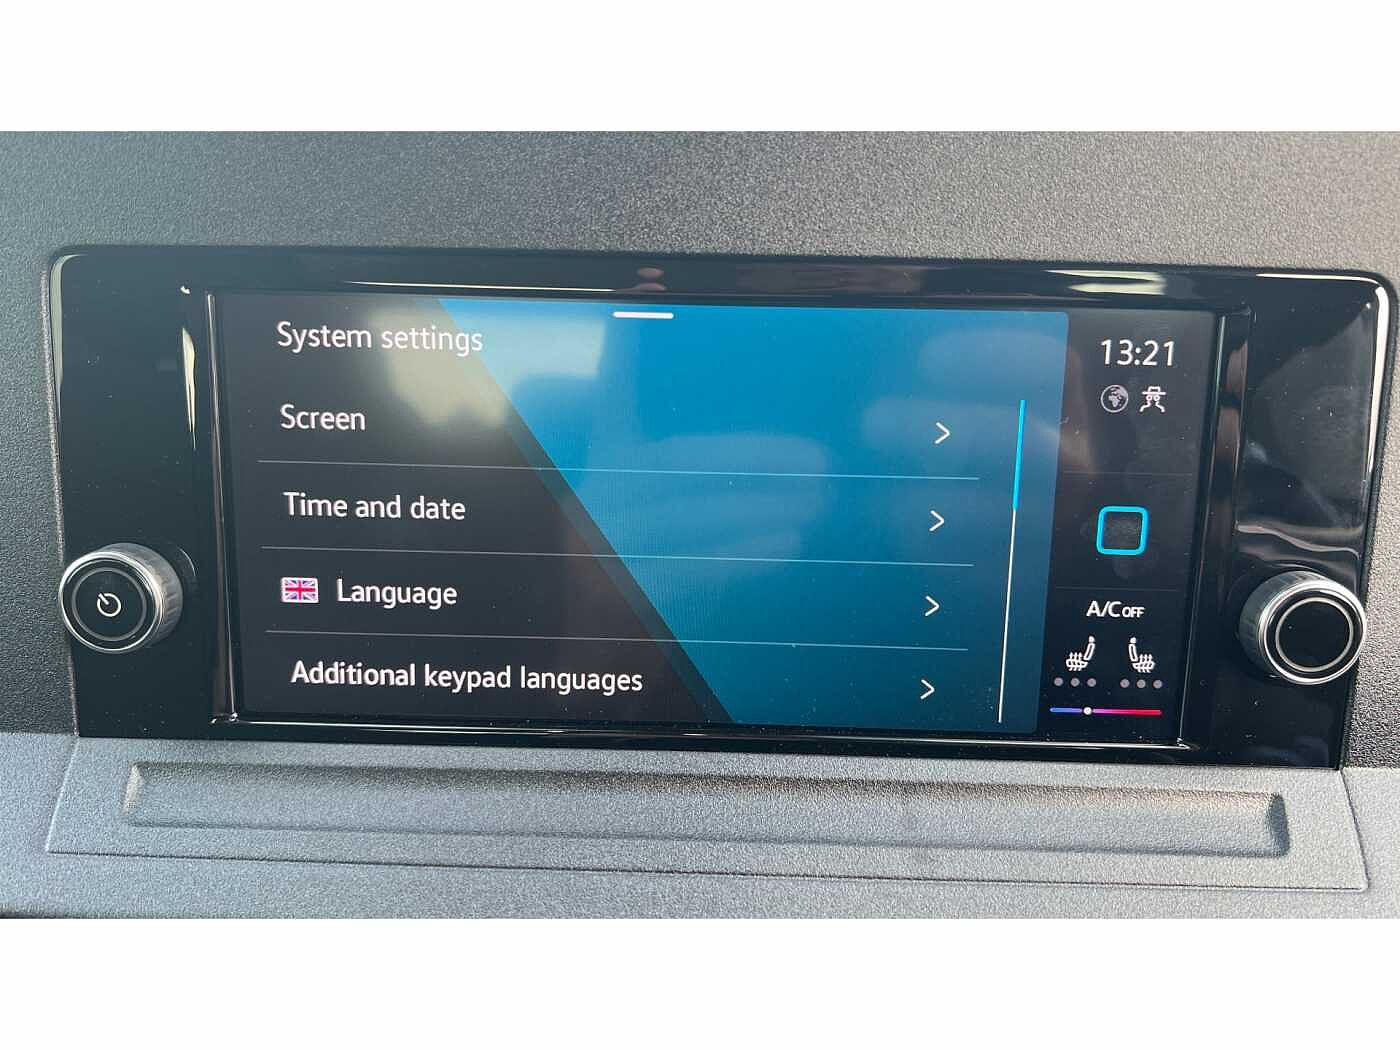 System settings
13:21
Screen
Time and date
Language
A/C OFF
Additional keypad languages